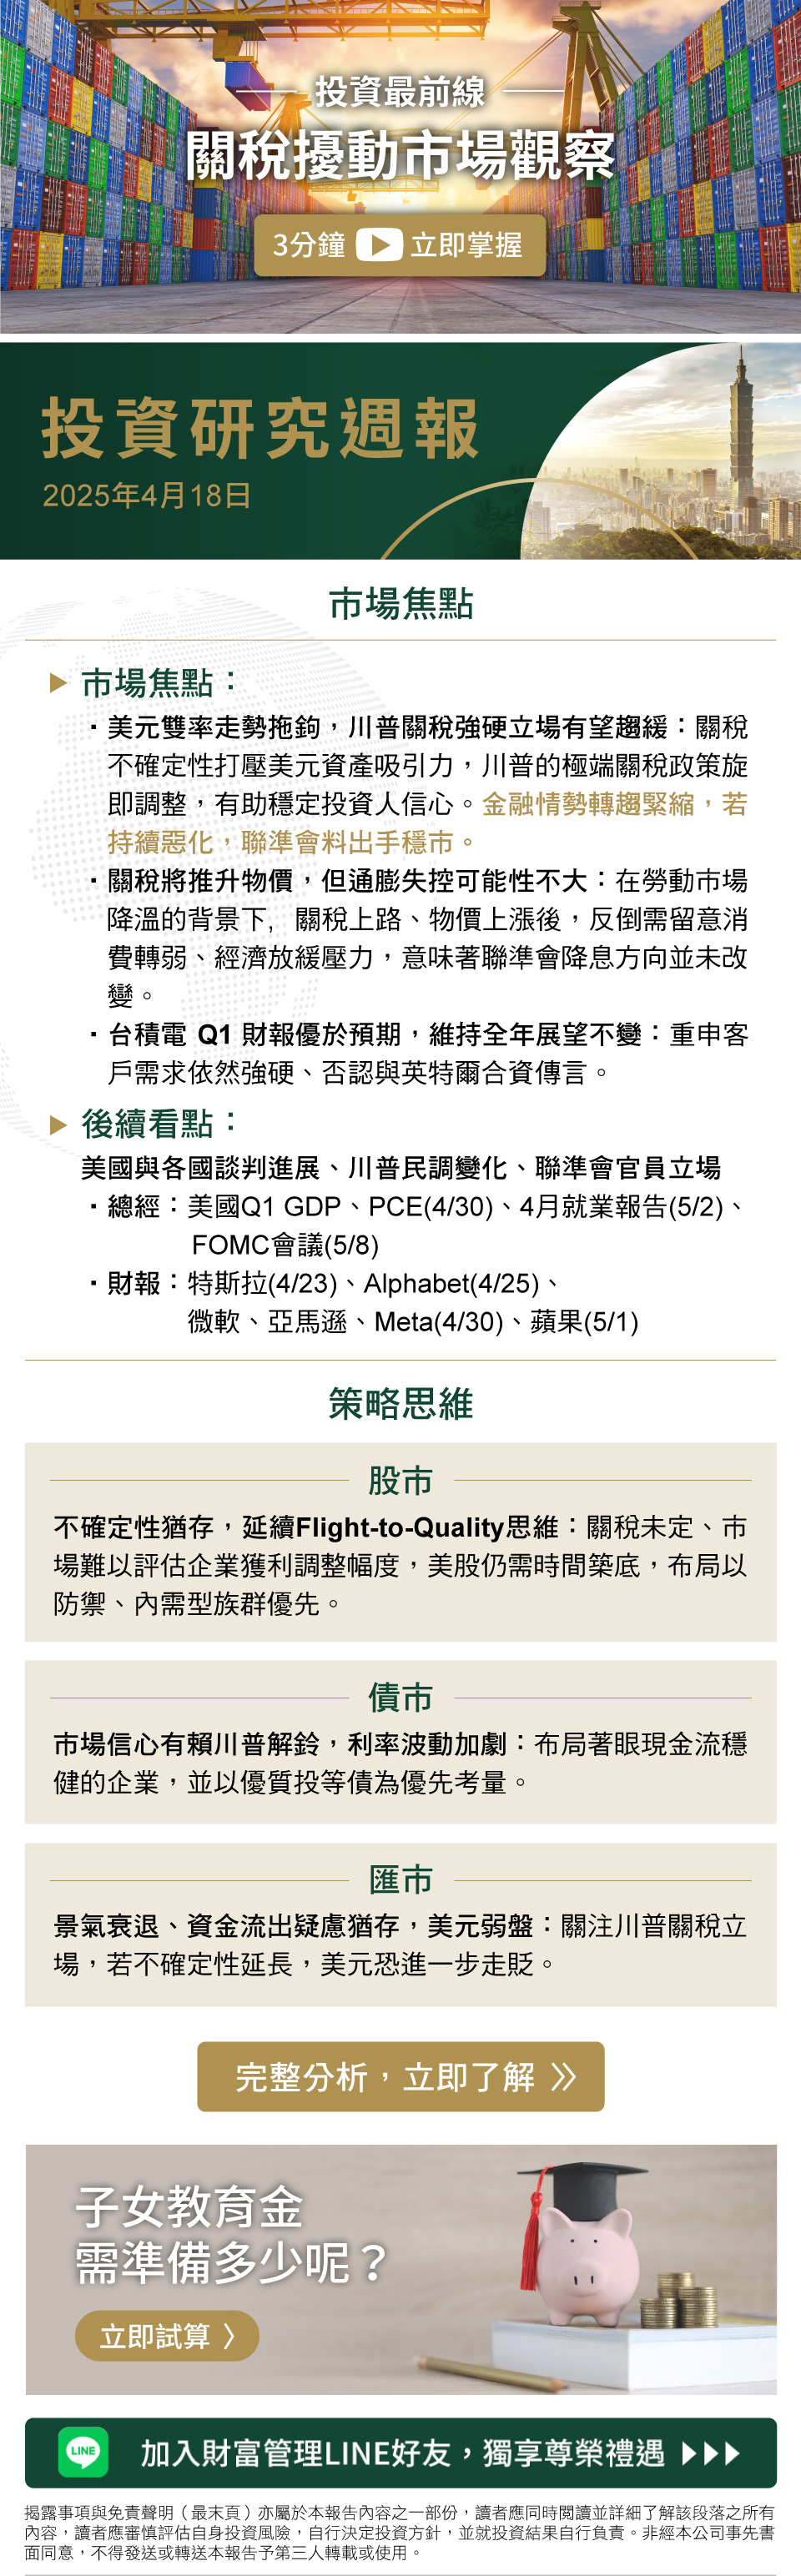 投資最前線
關稅擾動市場觀察
3分鐘 立即掌握
投資研究週報
2025年4月18日
市場焦點
市場焦點：
・美元雙率走勢拖鉤，川普關稅強硬立場有望趨緩：關稅
不確定性打壓美元資產吸引力，川普的極端關稅政策旋
即調整，有助穩定投資人信心。金融情勢轉趨緊縮，若
持續惡化，聯準會料出手穩市。
・關稅將推升物價，但通膨失控可能性不大：在勞動市場
降溫的背景下，關稅上路、物價上漲後，反倒需留意消
費轉弱、經濟放緩壓力，意味著聯準會降息方向並未改
變。
・台積電 Q1 財報優於預期，維持全年展望不變：重申客
戶需求依然強硬、否認與英特爾合資傳言。
後續看點：
美國與各國談判進展、川普民調變化、聯準會官員立場
・總經：美國Q1 GDP、PCE(4/30)、4月就業報告(5/2)、
FOMC會議(5/8)
・財報：特斯拉(4/23)、Alphabet(4/25)、
微軟、亞馬遜、Meta(4/30)、蘋果(5/1)
策略思維
股市
不確定性猶存，延續Flight-to-Quality思維：關稅未定、市
場難以評估企業獲利調整幅度，美股仍需時間築底，布局以
防禦、內需型族群優先。
債市
市場信心有賴川普解鈴，利率波動加劇：布局著眼現金流穩
健的企業，並以優質投等債為優先考量。
匯市
景氣衰退、資金流出疑慮猶存，美元弱盤：關注川普關稅立
場，若不確定性延長，美元恐進一步走貶。
完整分析，立即了解
子女教育金
需準備多少呢？
立即試算
LINE 加入財富管理LINE好友，獨享尊榮禮遇
揭露事項與免責聲明（最末頁）亦屬於本報告內容之一部份，讀者應同時閱讀並詳細了解該段落之所有
內容，讀者應審慎評估自身投資風險，自行決定投資方針，並就投資結果自行負責。非經本公司事先書
面同意，不得發送或轉送本報告予第三人轉載或使用。